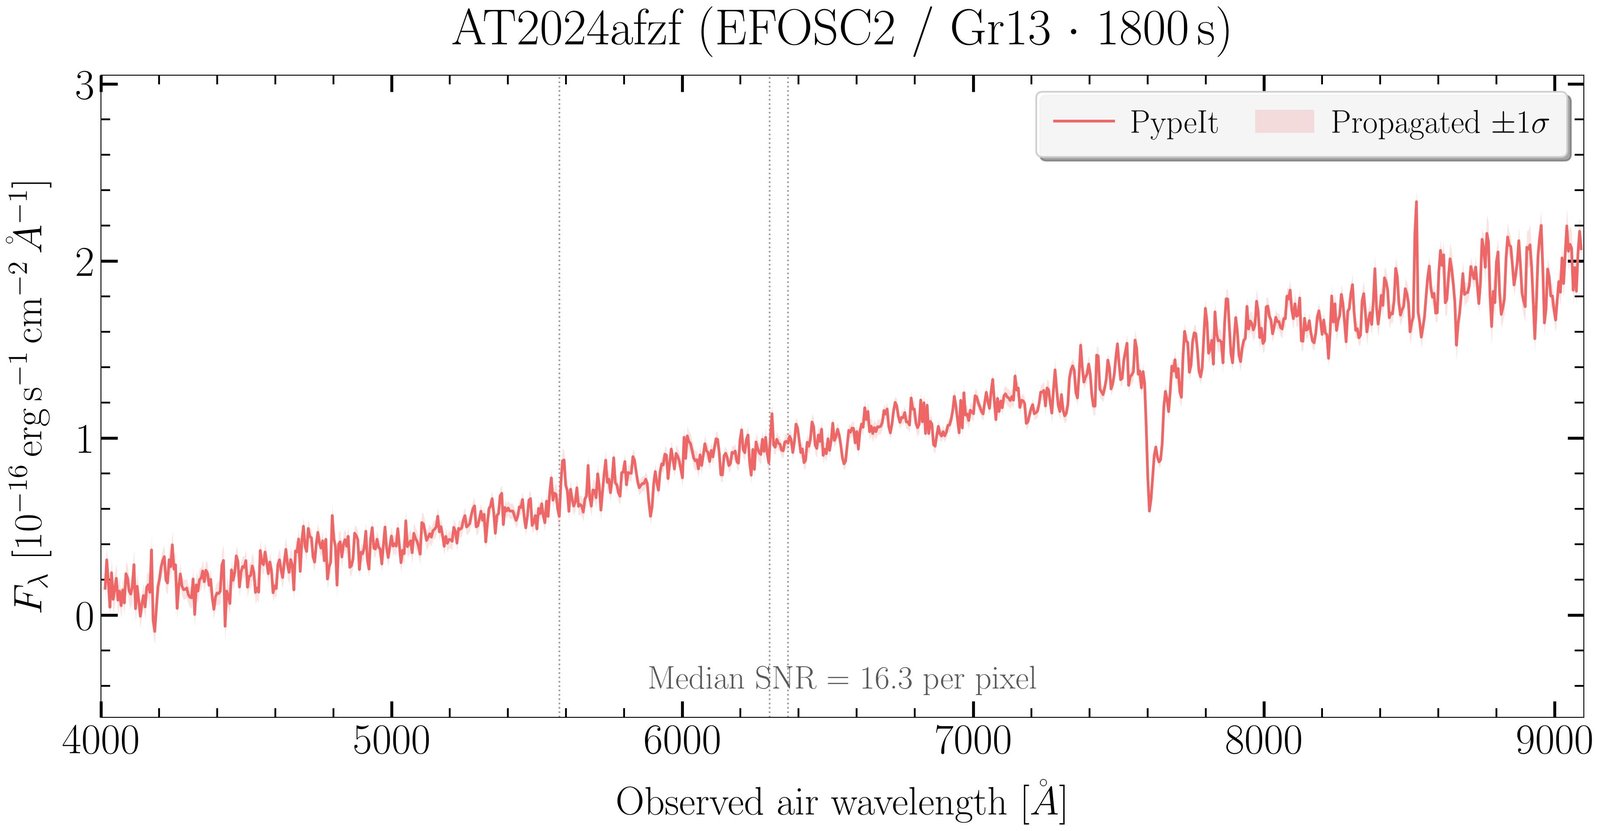 AT2024afzf (EFOSC2 / Gr13 · 1800 s)
PypeIt
Propagated ±1σ
3
2
1
0
F_λ [10⁻¹⁶ erg s⁻¹ cm⁻² Å⁻¹]
Median SNR = 16.3 per pixel
4000 5000 6000 7000 8000 9000
Observed air wavelength [Å]